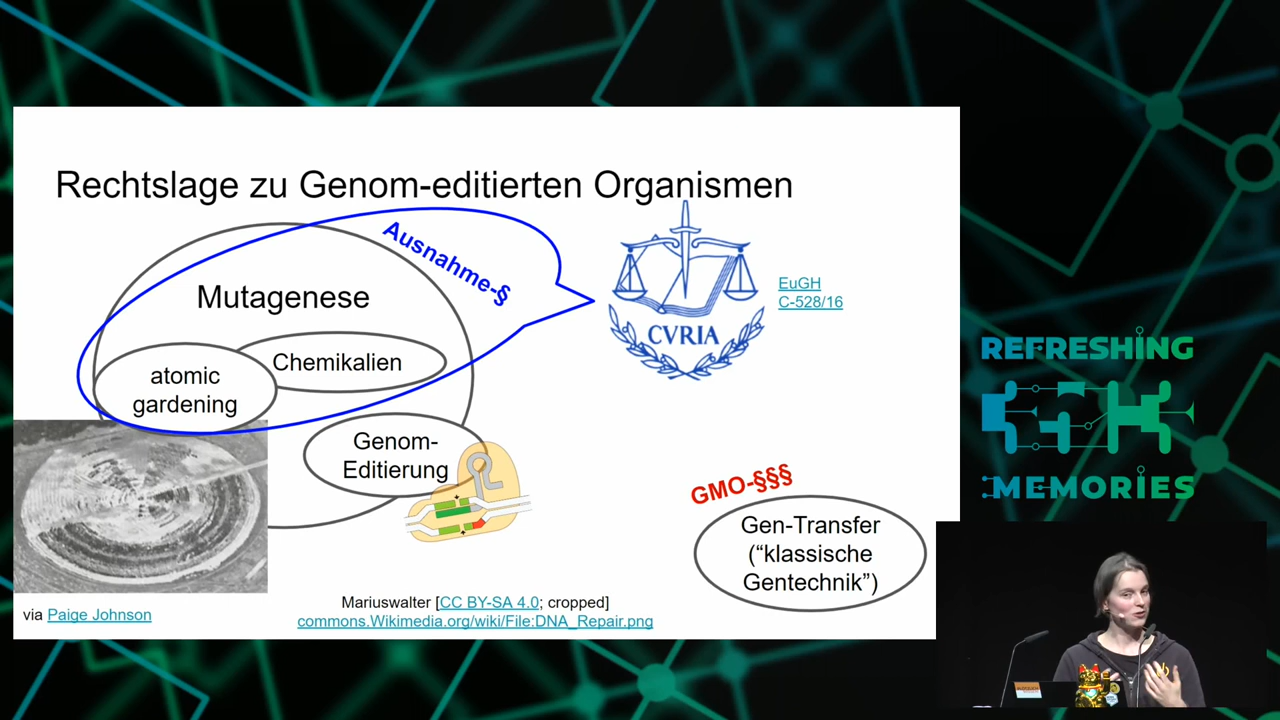 Rechtslage zu Genom-editierten Organismen
Ausnahme-§
Mutagenese
EuGH
C-528/16
CVRIA
Chemikalien
atomic
gardening
Genom-
Editierung
GMO-§§§
Gen-Transfer
(“klassische
Gentechnik”)
via Paige Johnson
Mariuswalter [CC BY-SA 4.0; cropped]
commons.Wikimedia.org/wiki/File:DNA_Repair.png
REFRESHING
MEMORIES